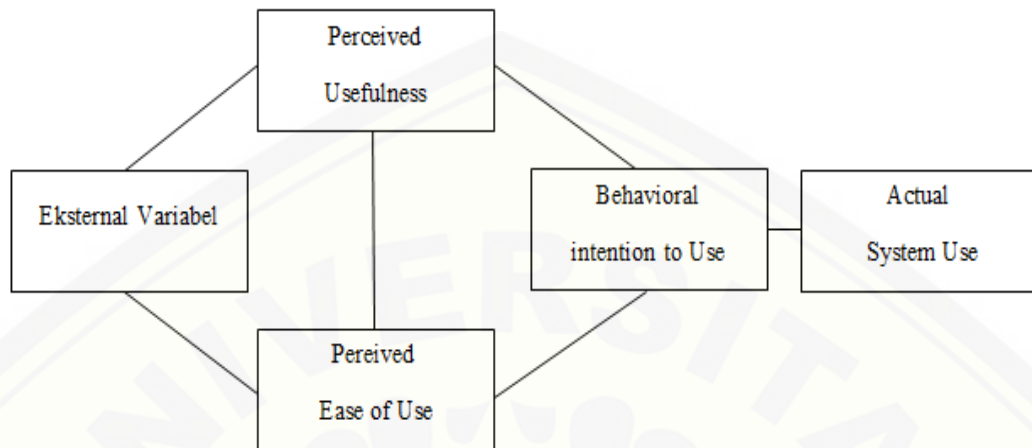 Perceived
Usefulness
Eksternal Variabel
Behavioral
intention to Use
Actual
System Use
Pereived
Ease of Use